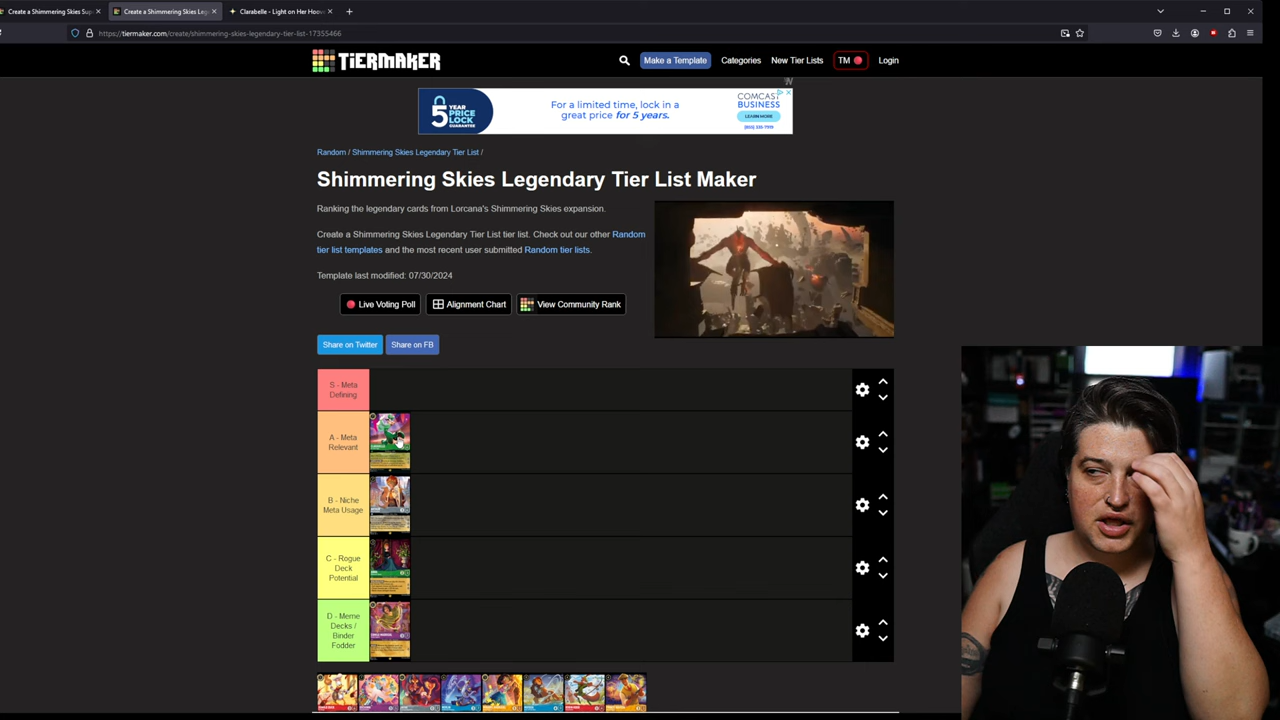 Create a Shimmering Skies Sup
Create a Shimmering Skies Leg
Clarabelle - Light on Her Hoov
https://tiermaker.com/create/shimmering-skies-legendary-tier-list-17355466
TiERMAKER
Make a Template
Categories
New Tier Lists
TM
Login
5 YEAR PRICE LOCK GUARANTEE
For a limited time, lock in a
great price for 5 years.
COMCAST
BUSINESS
LEARN MORE
Random / Shimmering Skies Legendary Tier List /
Shimmering Skies Legendary Tier List Maker
Ranking the legendary cards from Lorcana's Shimmering Skies expansion.
Create a Shimmering Skies Legendary Tier List tier list. Check out our other Random
tier list templates and the most recent user submitted Random tier lists.
Template last modified: 07/30/2024
Live Voting Poll
Alignment Chart
View Community Rank
Share on Twitter
Share on FB
S - Meta
Defining
A - Meta
Relevant
B - Niche
Meta Usage
C - Rogue
Deck
Potential
D - Meme
Decks /
Binder
Fodder